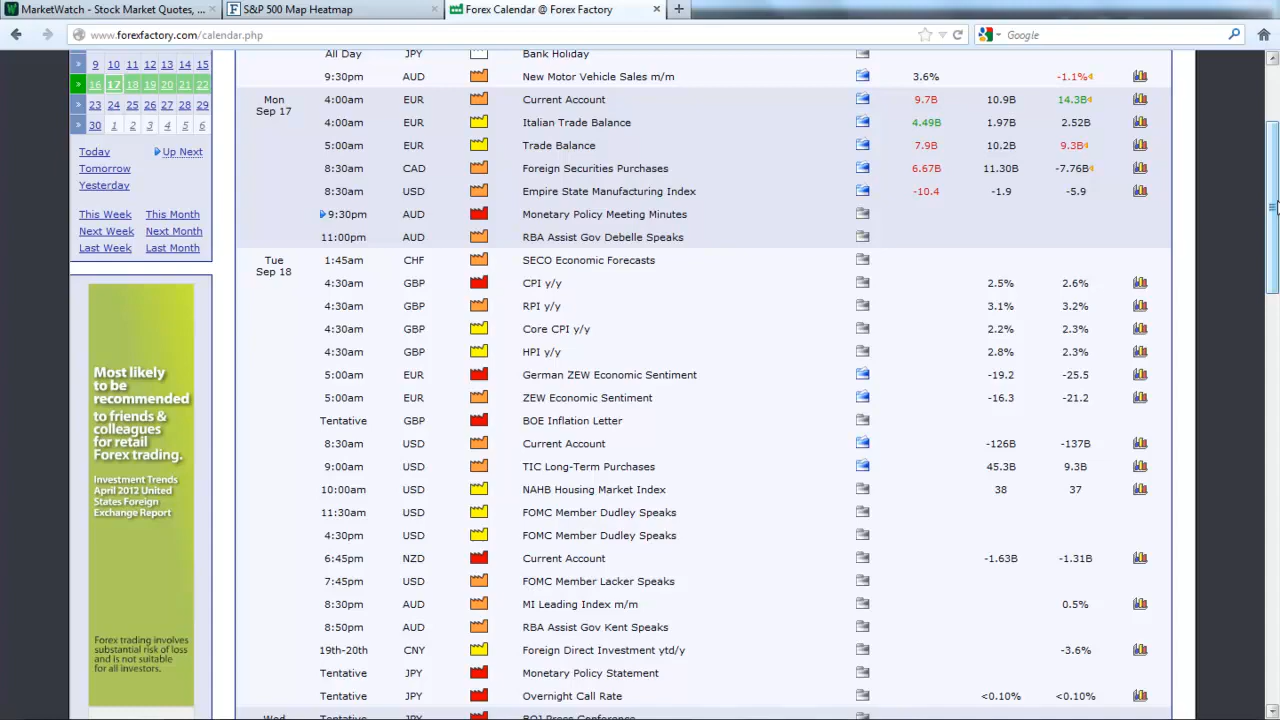 MarketWatch - Stock Market Quotes, ...
S&P 500 Map Heatmap
Forex Calendar @ Forex Factory
www.forexfactory.com/calendar.php
Google
9 10 11 12 13 14 15
16 17 18 19 20 21 22
23 24 25 26 27 28 29
30 1 2 3 4 5 6
Today Up Next
Tomorrow
Yesterday
This Week This Month
Next Week Next Month
Last Week Last Month
Most likely
to be
recommended
to friends &
colleagues
for retail
Forex trading.
Investment Trends
April 2012 United
States Foreign
Exchange Report
Forex trading involves
substantial risk of loss
and is not suitable
for all investors.
All Day JPY Bank Holiday
9:30pm AUD New Motor Vehicle Sales m/m 3.6% -1.1%
Mon
Sep 17
4:00am EUR Current Account 9.7B 10.9B 14.3B
4:00am EUR Italian Trade Balance 4.49B 1.97B 2.52B
5:00am EUR Trade Balance 7.9B 10.2B 9.3B
8:30am CAD Foreign Securities Purchases 6.67B 11.30B -7.76B
8:30am USD Empire State Manufacturing Index -10.4 -1.9 -5.9
9:30pm AUD Monetary Policy Meeting Minutes
11:00pm AUD RBA Assist Gov Debelle Speaks
Tue
Sep 18
1:45am CHF SECO Economic Forecasts
4:30am GBP CPI y/y 2.5% 2.6%
4:30am GBP RPI y/y 3.1% 3.2%
4:30am GBP Core CPI y/y 2.2% 2.3%
4:30am GBP HPI y/y 2.8% 2.3%
5:00am EUR German ZEW Economic Sentiment -19.2 -25.5
5:00am EUR ZEW Economic Sentiment -16.3 -21.2
Tentative GBP BOE Inflation Letter
8:30am USD Current Account -126B -137B
9:00am USD TIC Long-Term Purchases 45.3B 9.3B
10:00am USD NAHB Housing Market Index 38 37
11:30am USD FOMC Member Dudley Speaks
USD FOMC Member Dudley Speaks
6:45pm NZD Current Account -1.63B -1.31B
7:45pm USD FOMC Member Lacker Speaks
8:30pm AUD MI Leading Index m/m 0.5%
8:50pm AUD RBA Assist Gov Kent Speaks
18th-20th CNY Foreign Direct Investment ytd/y -3.6%
Tentative JPY Monetary Policy Statement
Tentative JPY Overnight Call Rate <0.10% <0.10%
Wed Tentative JPY BOJ Press Conference